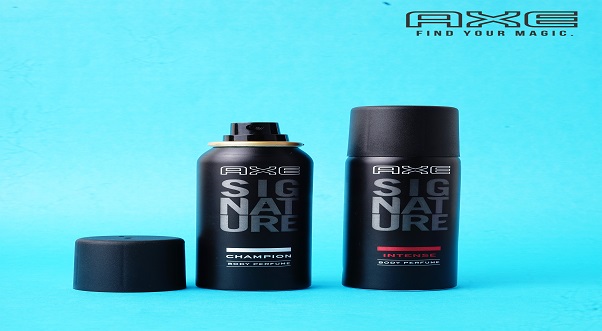 AXE
FIND YOUR MAGIC.
AXE
SIG
NAT
URE
CHAMPION
BODY PERFUME
AXE
SIG
NAT
URE
INTENSE
BODY PERFUME